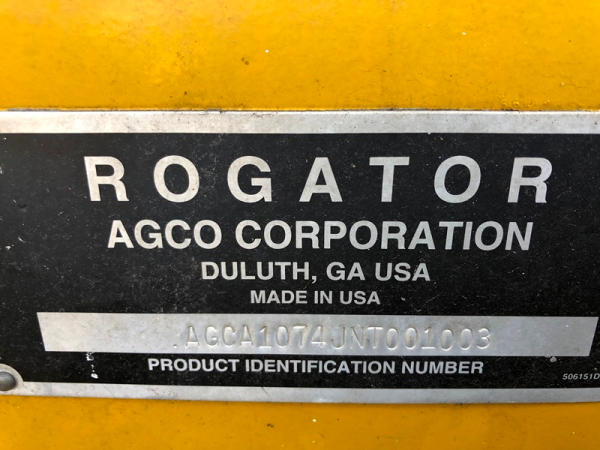 ROGATOR
AGCO CORPORATION
DULUTH, GA USA
MADE IN USA
AGCA1074JNT001003
PRODUCT IDENTIFICATION NUMBER
506151D